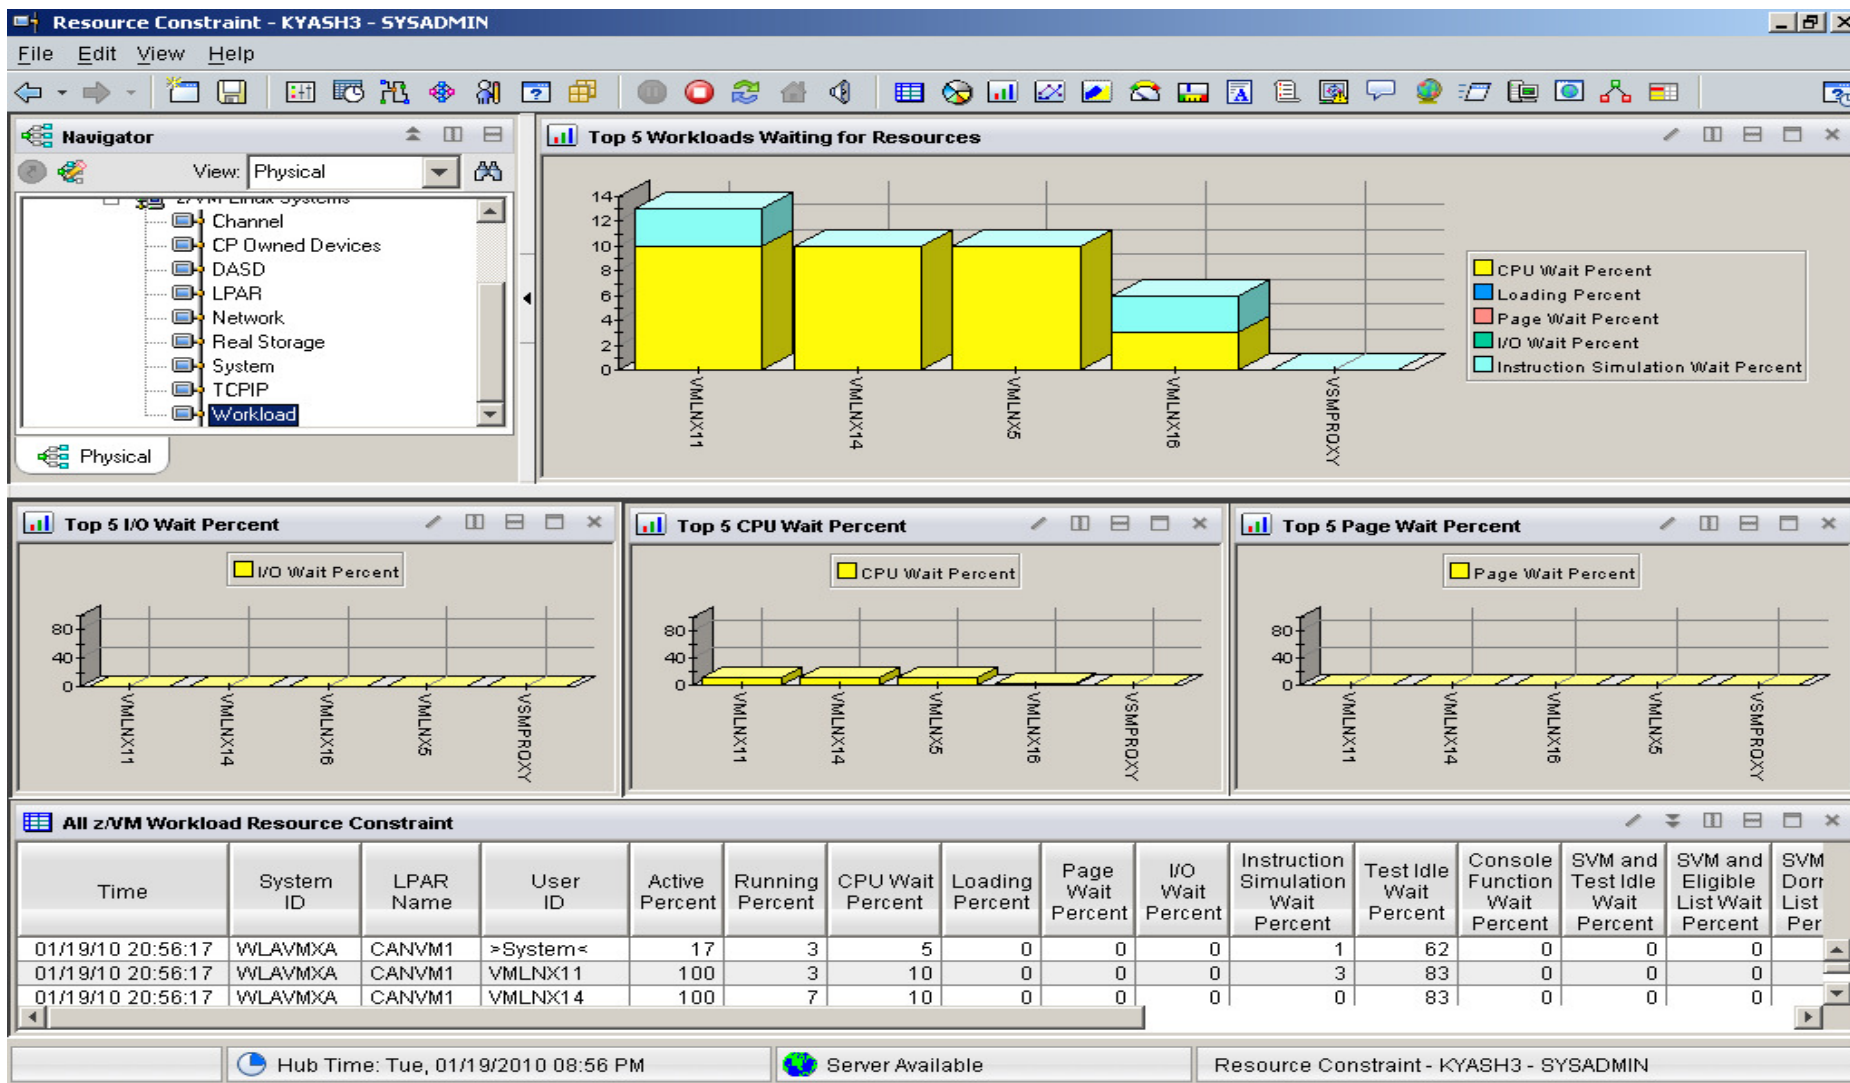 Resource Constraint - KYASH3 - SYSADMIN
File Edit View Help
Navigator
View: Physical
z/VM Linux Systems
Channel
CP Owned Devices
DASD
LPAR
Network
Real Storage
System
TCPIP
Workload
Physical
Top 5 Workloads Waiting for Resources
14
12
10
8
6
4
2
0
VMLNX11
VMLNX14
VMLNX5
VMLNX16
VSMPROXY
CPU Wait Percent
Loading Percent
Page Wait Percent
I/O Wait Percent
Instruction Simulation Wait Percent
Top 5 I/O Wait Percent
I/O Wait Percent
80
40
0
VMLNX11
VMLNX14
VMLNX16
VMLNX5
VSMPROXY
Top 5 CPU Wait Percent
CPU Wait Percent
80
40
0
VMLNX11
VMLNX14
VMLNX5
VMLNX16
VSMPROXY
Top 5 Page Wait Percent
Page Wait Percent
80
40
0
VMLNX11
VMLNX14
VMLNX16
VMLNX5
VSMPROXY
All z/VM Workload Resource Constraint
Time System ID LPAR Name User ID Active Percent Running Percent CPU Wait Percent Loading Percent Page Wait Percent I/O Wait Percent Instruction Simulation Wait Percent Test Idle Wait Percent Console Function Wait Percent SVM and Test Idle Wait Percent SVM and Eligible List Wait Percent SVM Dorr List Per
01/19/10 20:56:17 WLAVMXA CANVM1 >System< 17 3 5 0 0 0 1 62 0 0 0
01/19/10 20:56:17 WLAVMXA CANVM1 VMLNX11 100 3 10 0 0 0 3 83 0 0 0
01/19/10 20:56:17 WLAVMXA CANVM1 VMLNX14 100 7 10 0 0 0 0 83 0 0 0
Hub Time: Tue, 01/19/2010 08:56 PM
Server Available
Resource Constraint - KYASH3 - SYSADMIN